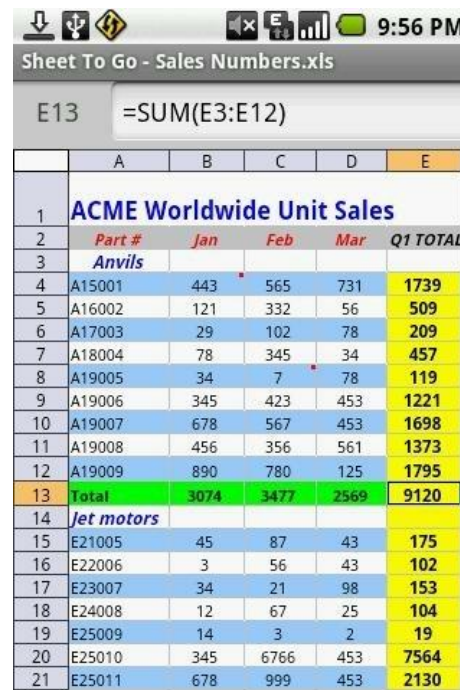 9:56 PM
Sheet To Go - Sales Numbers.xls
E13 =SUM(E3:E12)
A B C D E
1 ACME Worldwide Unit Sales
2 Part # Jan Feb Mar Q1 TOTAL
3 Anvils
4 A15001 443 565 731 1739
5 A16002 121 332 56 509
6 A17003 29 102 78 209
7 A18004 78 345 34 457
8 A19005 34 7 78 119
9 A19006 345 423 453 1221
10 A19007 678 567 453 1698
11 A19008 456 356 561 1373
12 A19009 890 780 125 1795
13 Total 3074 3477 2569 9120
14 Jet motors
15 E21005 45 87 43 175
16 E22006 3 56 43 102
17 E23007 34 21 98 153
18 E24008 12 67 25 104
19 E25009 14 3 2 19
20 E25010 345 6766 453 7564
21 E25011 678 999 453 2130